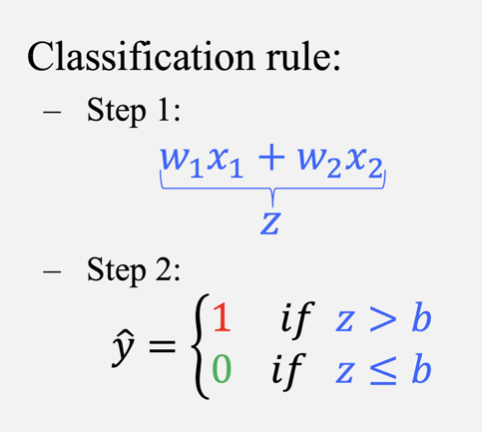 Classification rule:
– Step 1:
w₁x₁ + w₂x₂
z
– Step 2:
ŷ = {1 if z > b
0 if z ≤ b